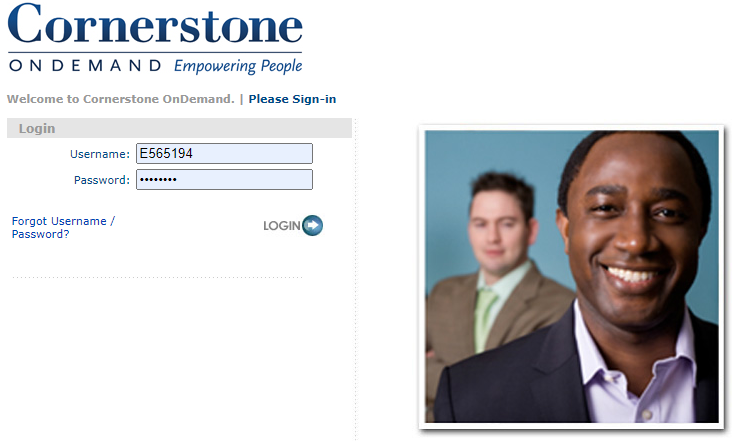 Cornerstone
ONDEMAND Empowering People
Welcome to Cornerstone OnDemand. | Please Sign-in
Login
Username: E565194
Password: ••••••••
Forgot Username /
Password?
LOGIN